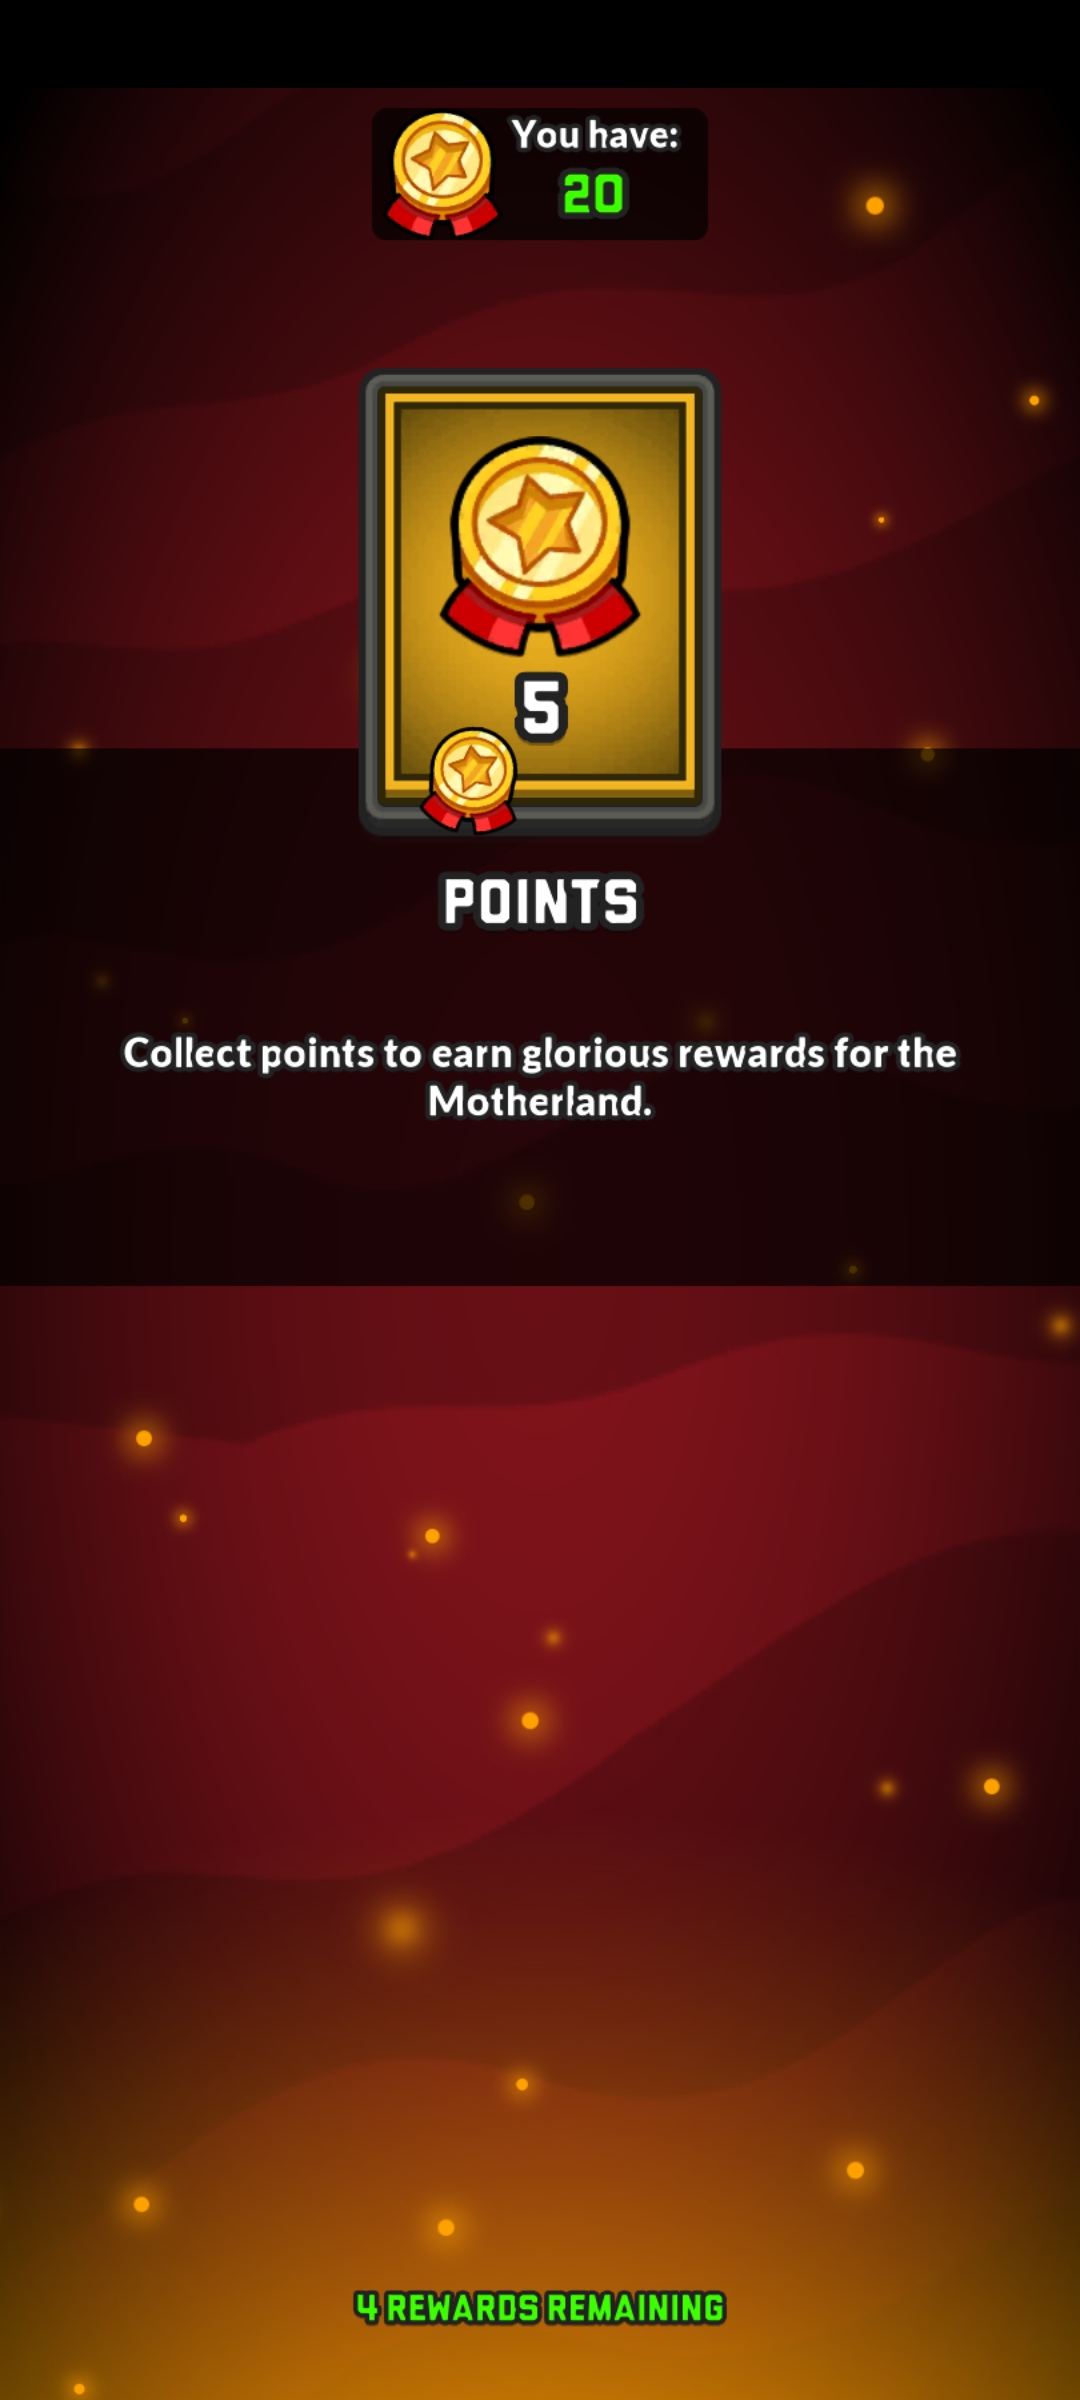 You have:
20
5
POINTS
Collect points to earn glorious rewards for the
Motherland.
4 REWARDS REMAINING